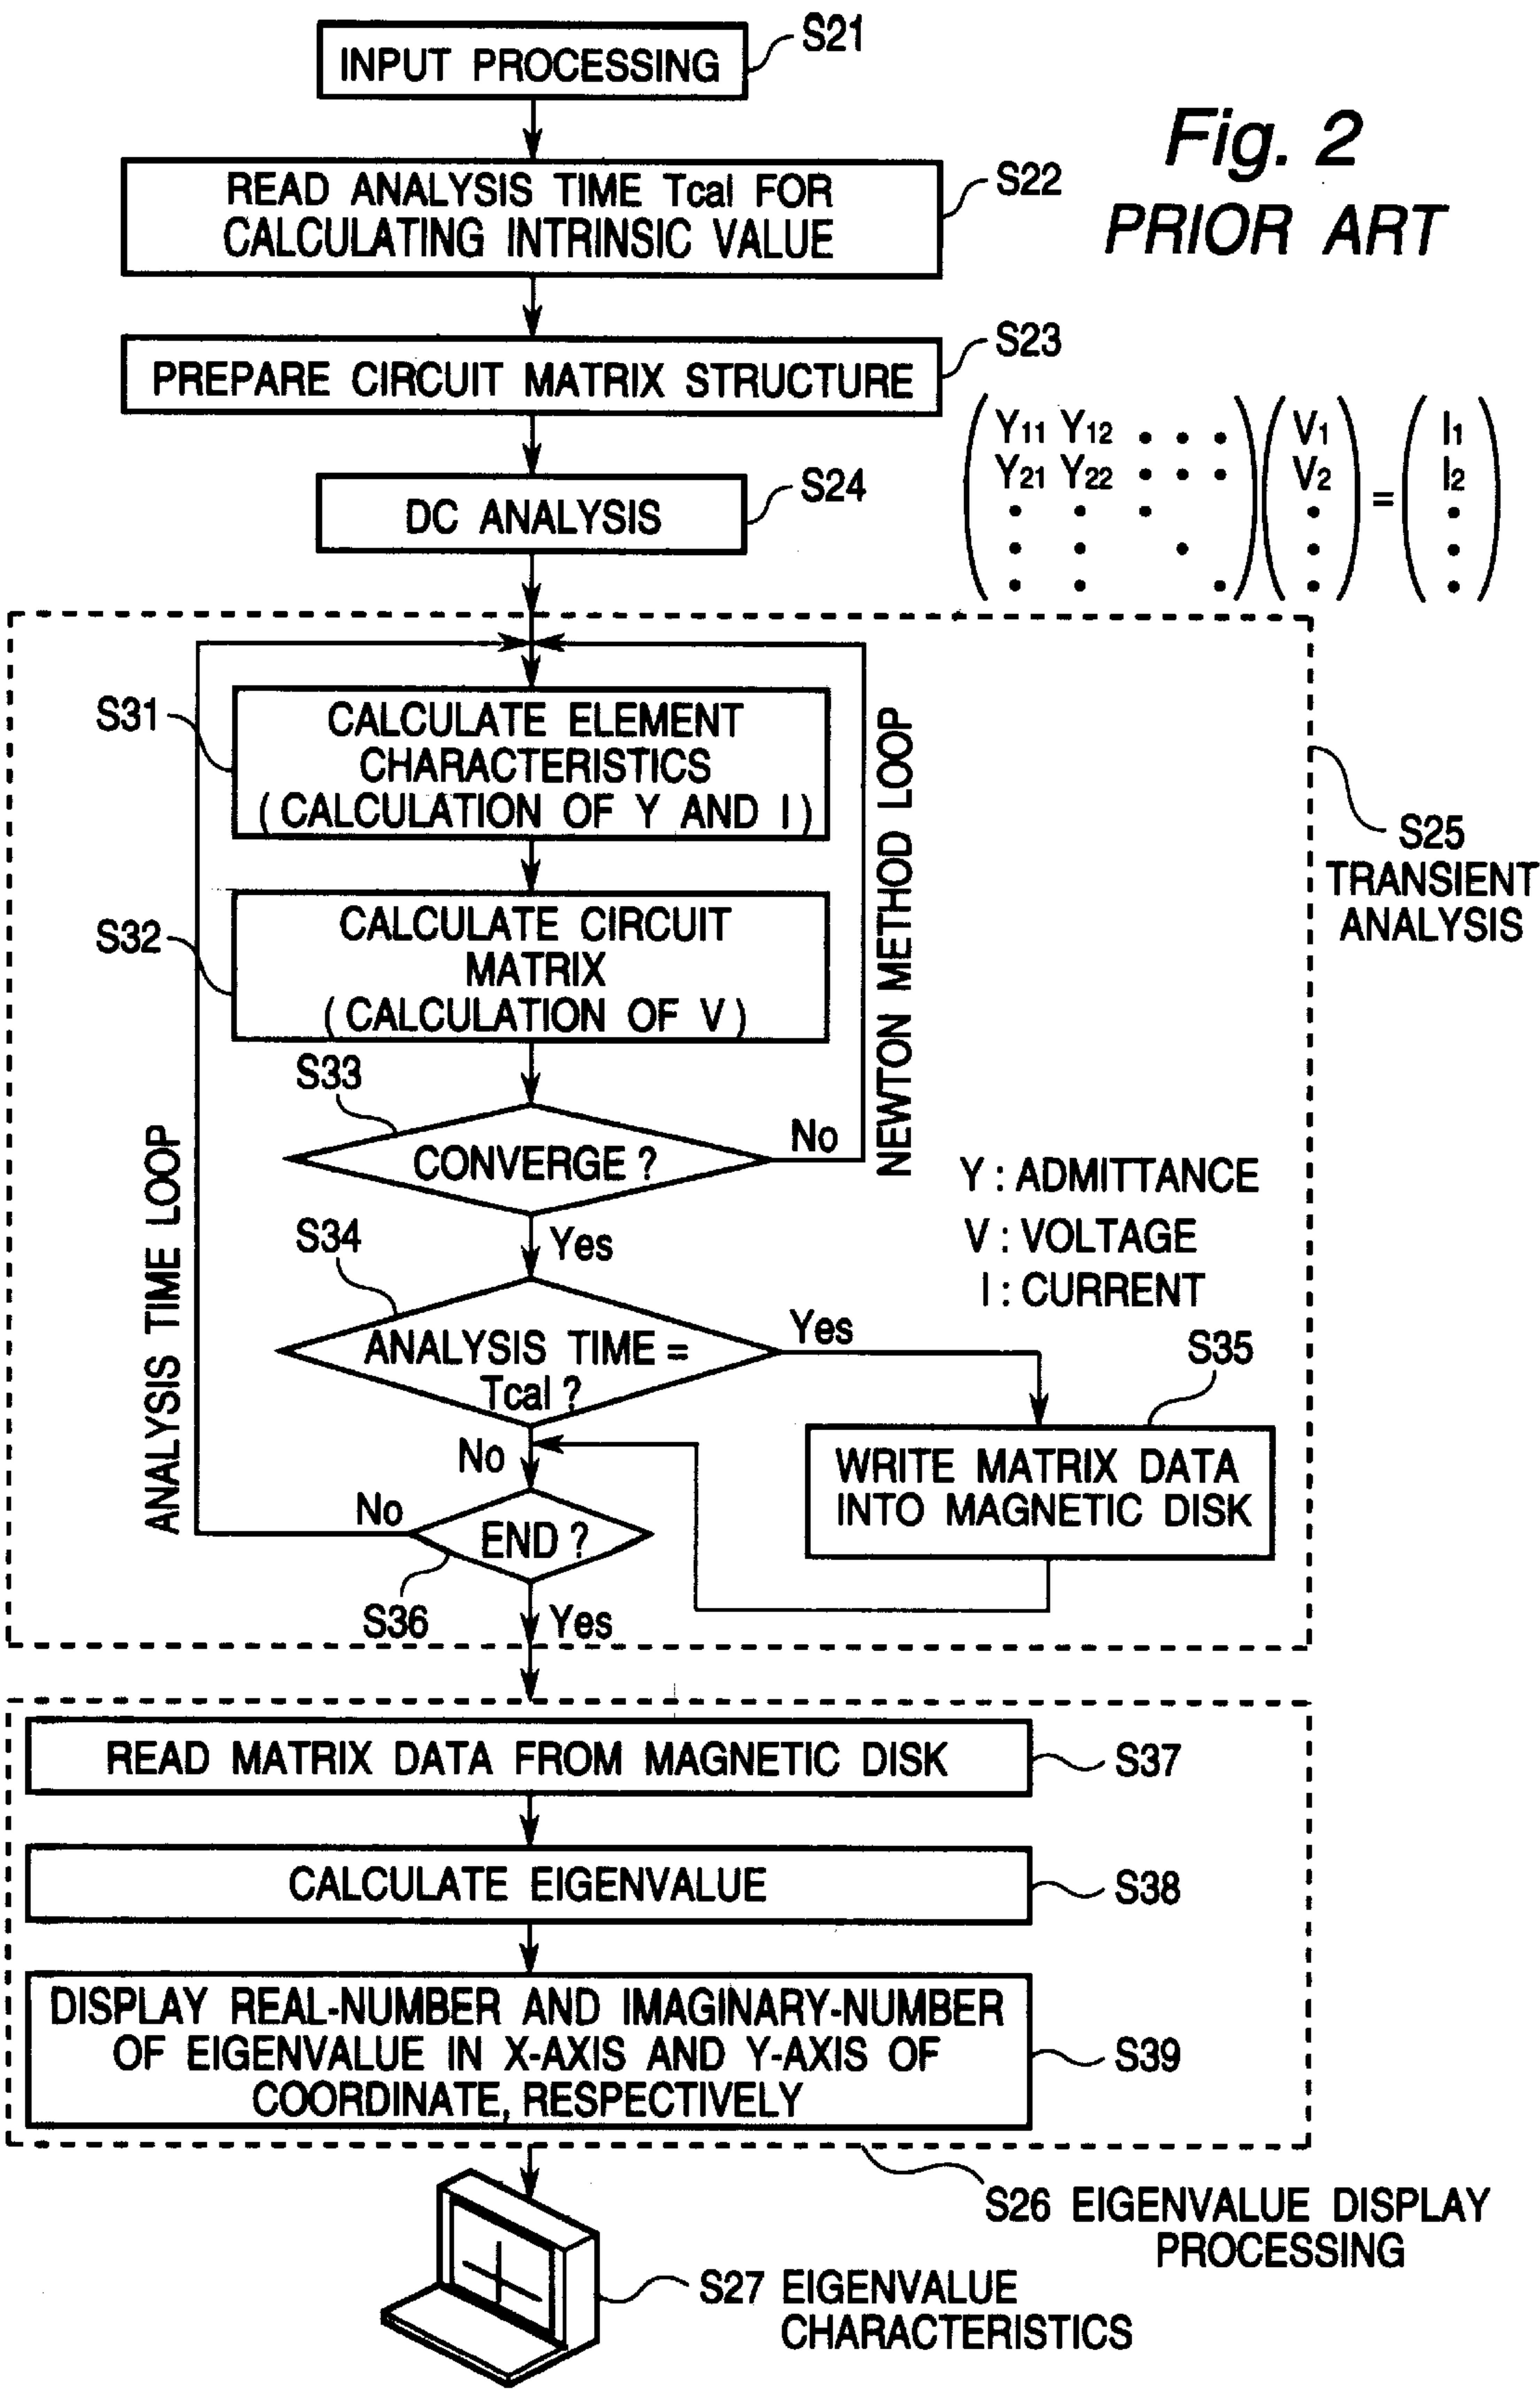 S21
INPUT PROCESSING
Fig. 2
PRIOR ART
S22
READ ANALYSIS TIME Tcal FOR
CALCULATING INTRINSIC VALUE
S23
PREPARE CIRCUIT MATRIX STRUCTURE
S24
DC ANALYSIS
Y11 Y12 • • • V1 I1
Y21 Y22 • • • V2 = I2
S31
CALCULATE ELEMENT
CHARACTERISTICS
(CALCULATION OF Y AND I)
NEWTON METHOD LOOP
S25
TRANSIENT
ANALYSIS
S32
CALCULATE CIRCUIT
MATRIX
(CALCULATION OF V)
S33
CONVERGE ?
No
Yes
ANALYSIS TIME LOOP
Y : ADMITTANCE
V : VOLTAGE
I : CURRENT
S34
ANALYSIS TIME =
Tcal ?
Yes
No
S35
WRITE MATRIX DATA
INTO MAGNETIC DISK
No
END ?
S36
Yes
READ MATRIX DATA FROM MAGNETIC DISK
S37
CALCULATE EIGENVALUE
S38
DISPLAY REAL-NUMBER AND IMAGINARY-NUMBER
OF EIGENVALUE IN X-AXIS AND Y-AXIS OF
COORDINATE, RESPECTIVELY
S39
S26 EIGENVALUE DISPLAY
PROCESSING
S27 EIGENVALUE
CHARACTERISTICS